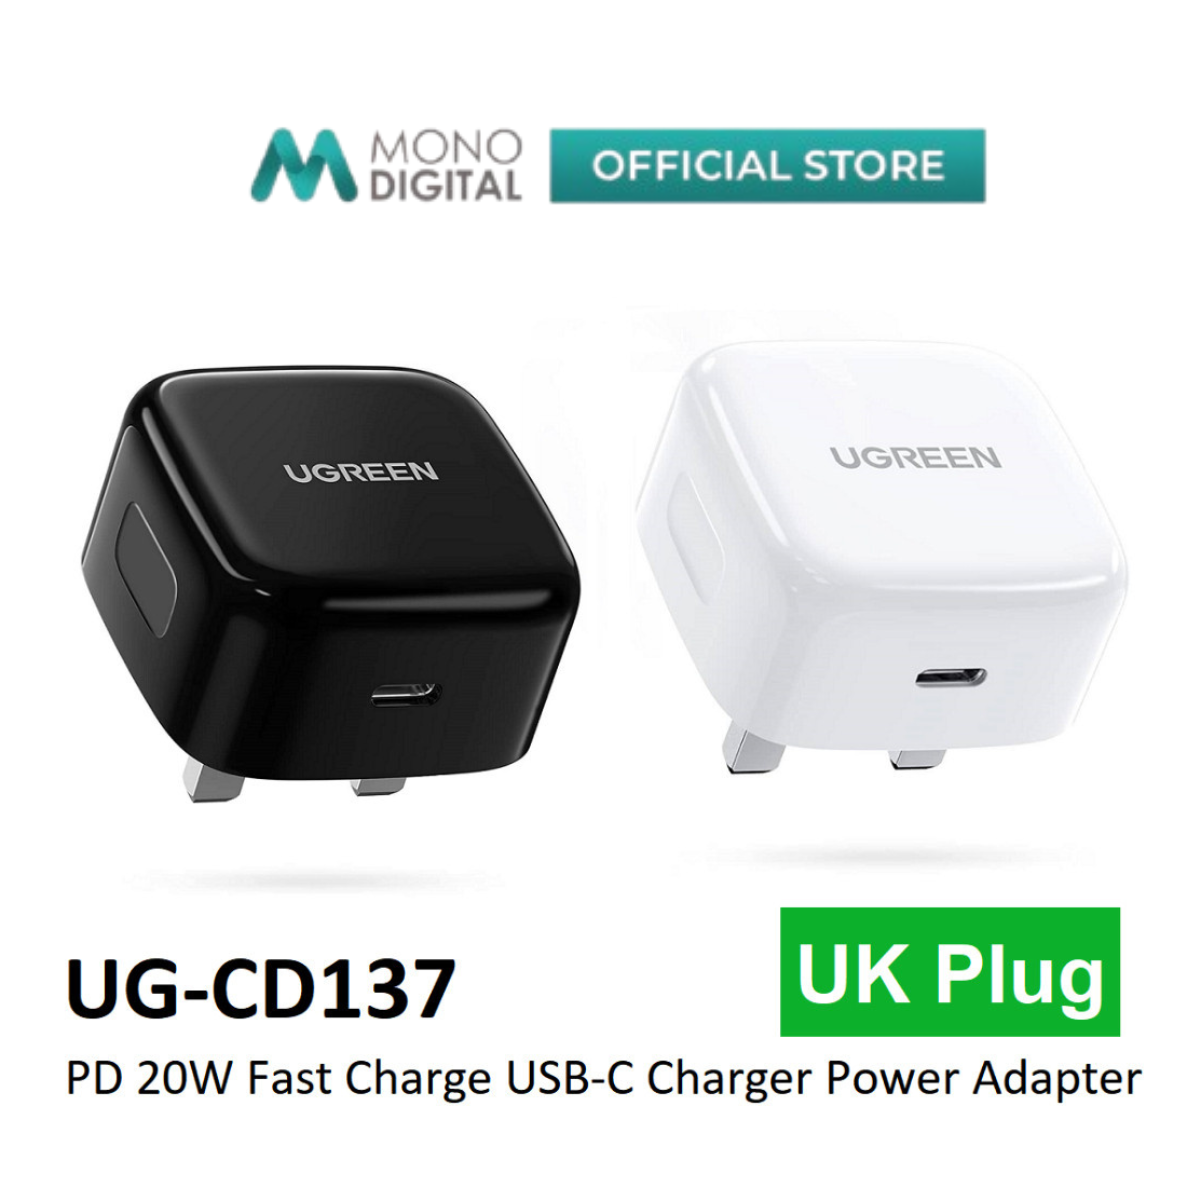 MONO
DIGITAL
OFFICIAL STORE
UGREEN
UGREEN
UG-CD137
UK Plug
PD 20W Fast Charge USB-C Charger Power Adapter